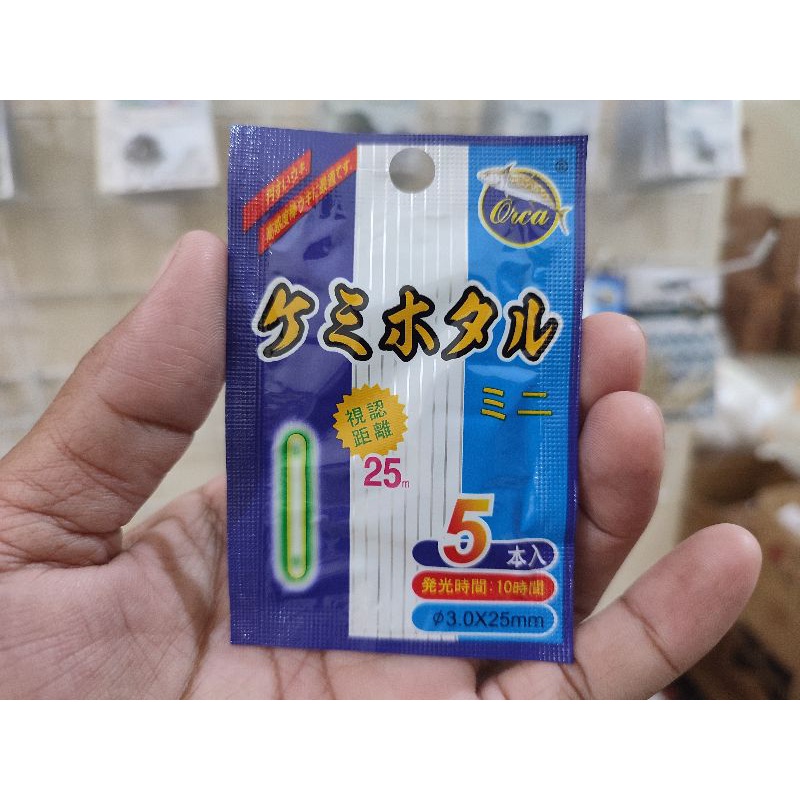 Orca
ケミホタル
ミニ
視認
距離
25m
5
本入
発光時間:10時間
φ3.0X25mm